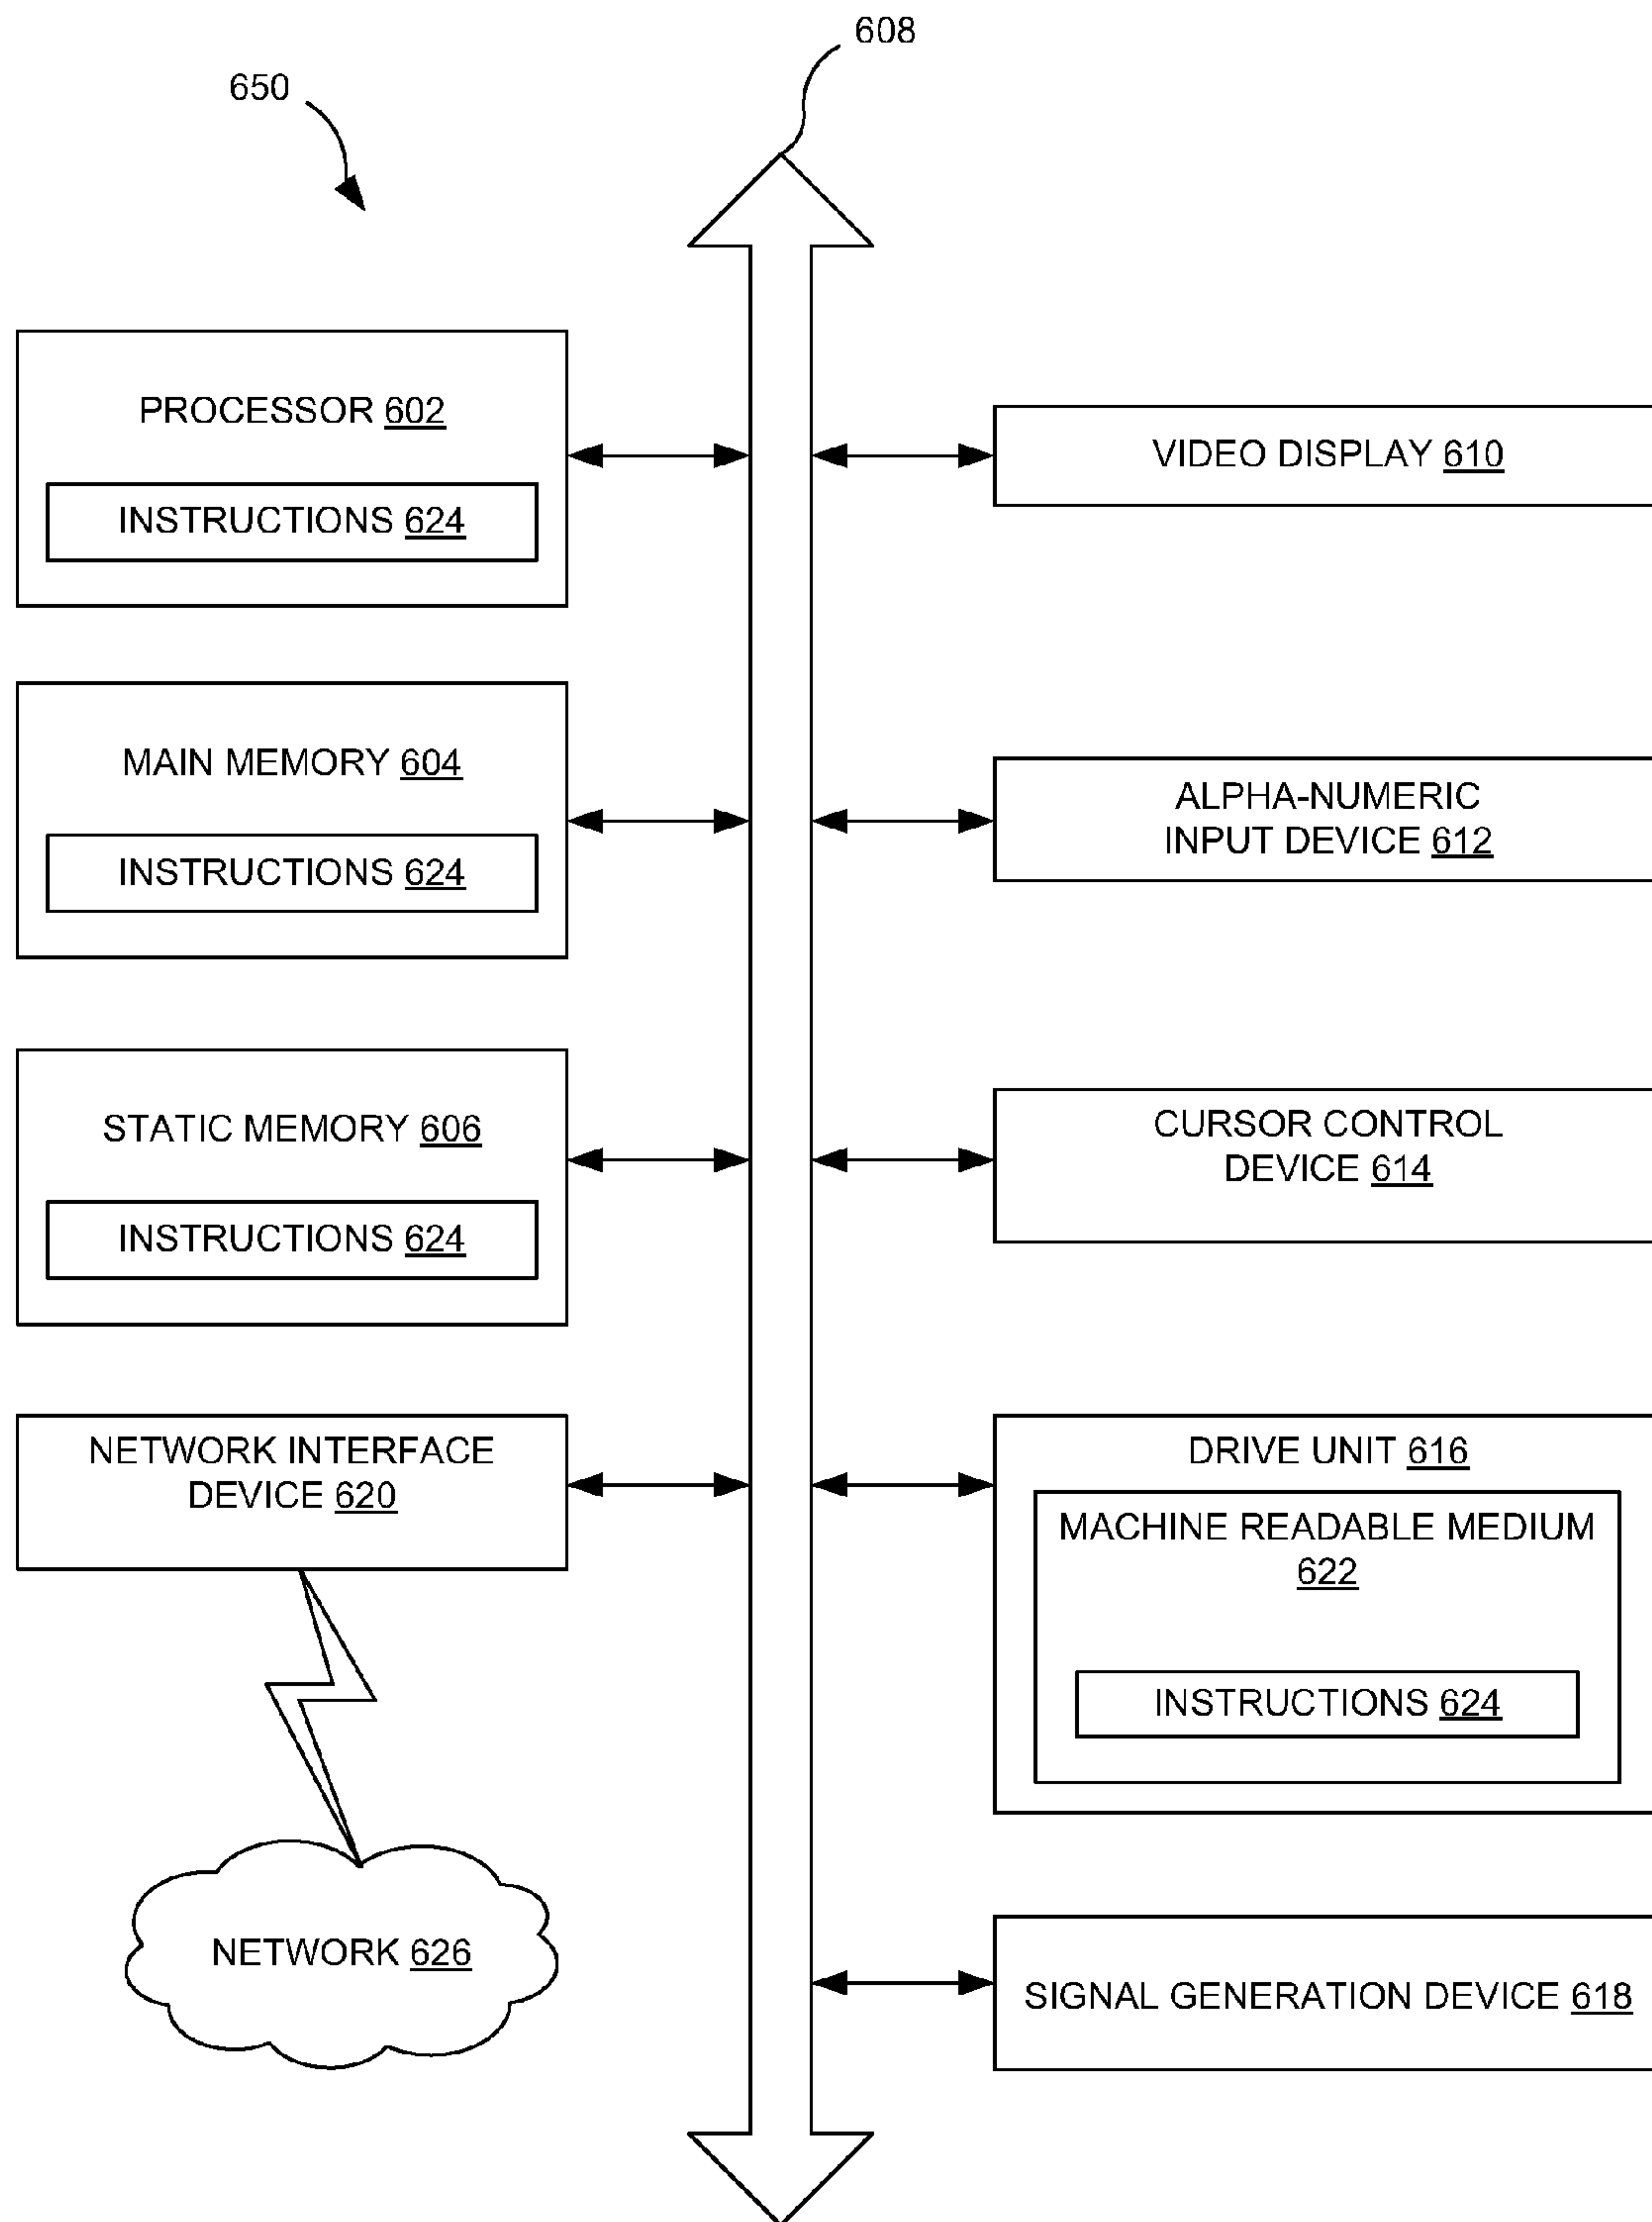 608
650
PROCESSOR 602
INSTRUCTIONS 624
MAIN MEMORY 604
INSTRUCTIONS 624
STATIC MEMORY 606
INSTRUCTIONS 624
NETWORK INTERFACE
DEVICE 620
NETWORK 626
VIDEO DISPLAY 610
ALPHA-NUMERIC
INPUT DEVICE 612
CURSOR CONTROL
DEVICE 614
DRIVE UNIT 616
MACHINE READABLE MEDIUM
622
INSTRUCTIONS 624
SIGNAL GENERATION DEVICE 618